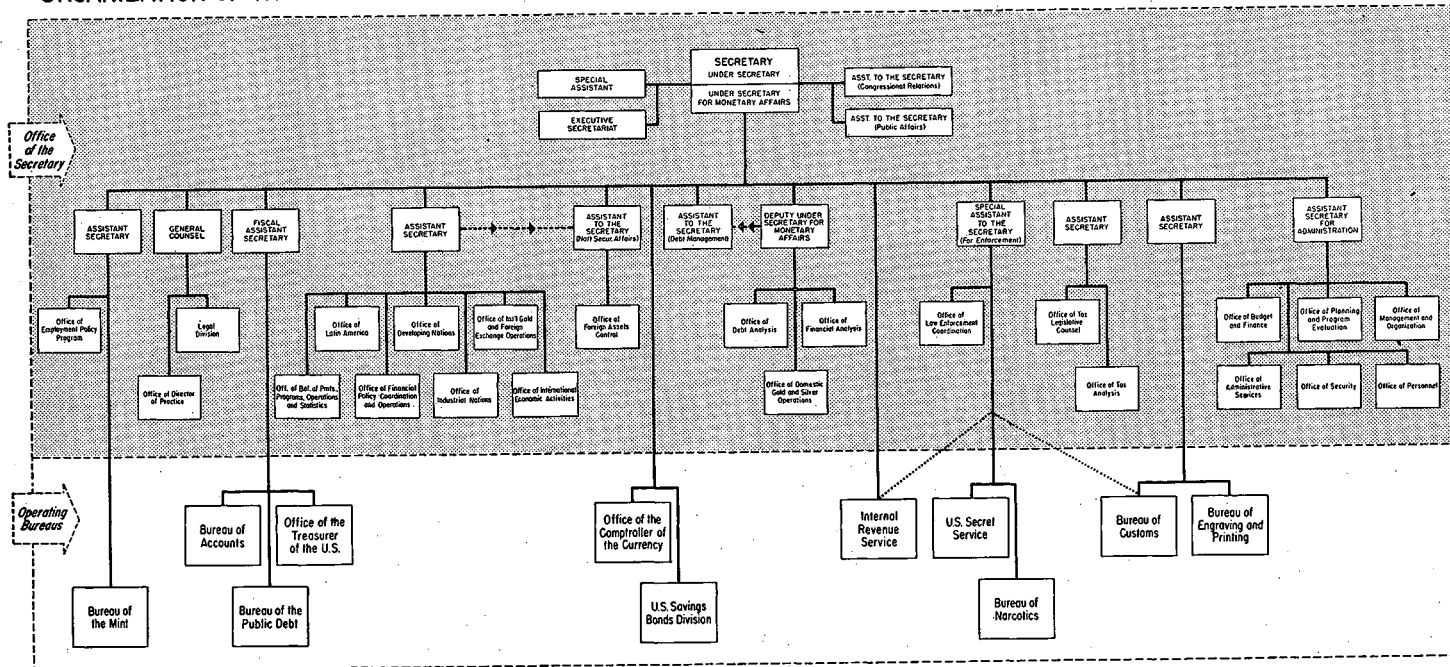 SECRETARY
UNDER SECRETARY
UNDER SECRETARY
FOR MONETARY AFFAIRS
SPECIAL
ASSISTANT
EXECUTIVE
SECRETARIAT
ASST. TO THE SECRETARY
(Congressional Relations)
ASST. TO THE SECRETARY
(Public Affairs)
Office
of the
Secretary
ASSISTANT
SECRETARY
GENERAL
COUNSEL
FISCAL
ASSISTANT
SECRETARY
ASSISTANT
SECRETARY
ASSISTANT
TO THE
SECRETARY
(Nat'l Secur. Affairs)
ASSISTANT
TO THE
SECRETARY
(Debt Management)
DEPUTY UNDER
SECRETARY FOR
MONETARY
AFFAIRS
SPECIAL
ASSISTANT
TO THE
SECRETARY
(For Enforcement)
ASSISTANT
SECRETARY
ASSISTANT
SECRETARY
ASSISTANT
SECRETARY
FOR
ADMINISTRATION
Office of
Employment Policy
Program
Legal
Division
Office of Director
of Practice
Office of
Latin America
Office of
Developing Nations
Office of Int'l Gold
and Foreign
Exchange Operations
Off. of Bal. of Pmts.
Programs, Operations
and Statistics
Office of Financial
Policy Coordination
and Operations
Office of
Industrial Nations
Office of International
Economic Activities
Office of
Foreign Assets
Control
Office of
Debt Analysis
Office of
Financial Analysis
Office of Domestic
Gold and Silver
Operations
Office of
Law Enforcement
Coordination
Office of Tax
Legislative
Counsel
Office of Tax
Analysis
Office of Budget
and Finance
Office of Planning
and Program
Evaluation
Office of
Management and
Organization
Office of
Administrative
Services
Office of Security
Office of Personnel
Operating
Bureaus
Bureau of
the Mint
Bureau of
Accounts
Office of the
Treasurer
of the U.S.
Bureau of the
Public Debt
Office of the
Comptroller of
the Currency
U.S. Savings
Bonds Division
Internal
Revenue
Service
U.S. Secret
Service
Bureau of
Narcotics
Bureau of
Customs
Bureau of
Engraving and
Printing